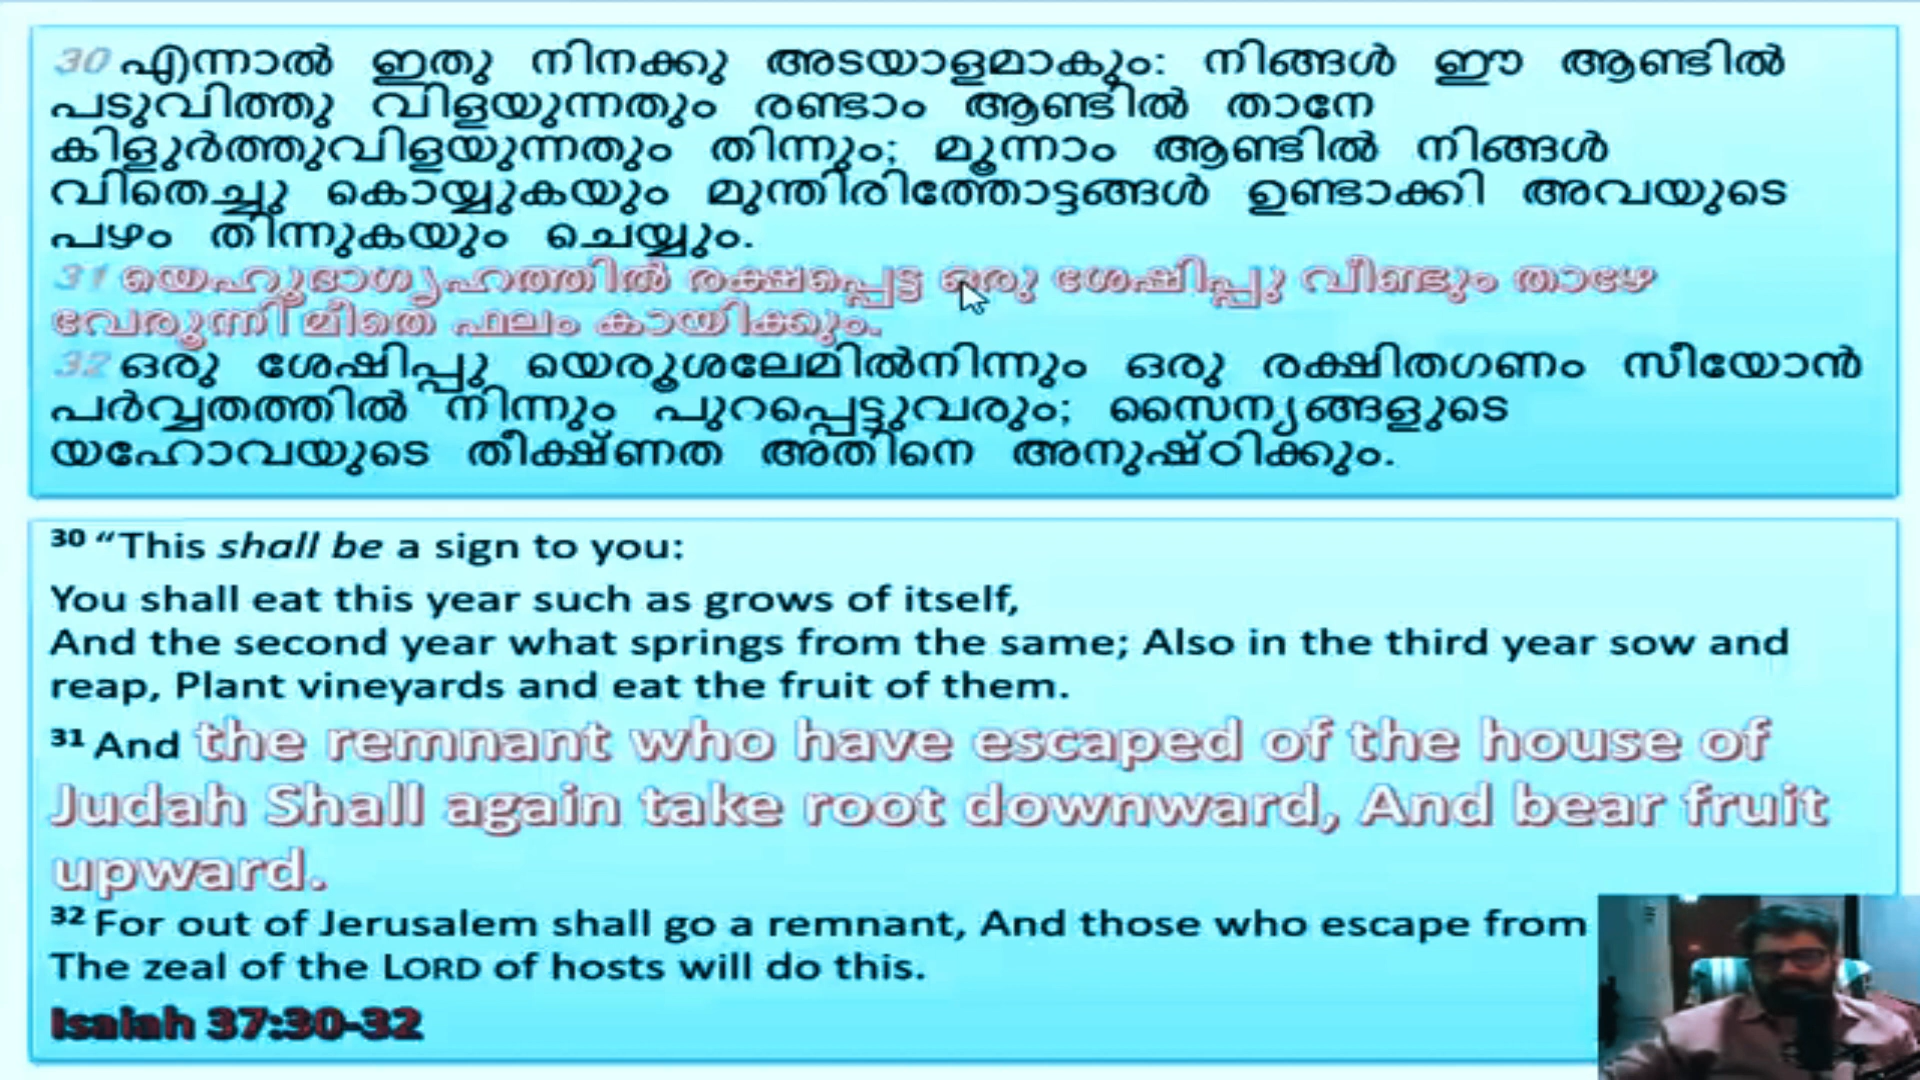 30 എന്നാൽ ഇതു നിനക്കു അടയാളമാകും: നിങ്ങൾ ഈ ആണ്ടിൽ
പടുവിത്തു വിളയുന്നതും രണ്ടാം ആണ്ടിൽ താനേ
കിളുർത്തുവിളയുന്നതും തിന്നും; മൂന്നാം ആണ്ടിൽ നിങ്ങൾ
വിതെച്ചു കൊയ്യുകയും മുന്തിരിത്തോട്ടങ്ങൾ ഉണ്ടാക്കി അവയുടെ
പഴം തിന്നുകയും ചെയ്യും.
31 യെഹൂദാഗൃഹത്തിൽ രക്ഷപ്പെട്ട ഒരു ശേഷിപ്പു വീണ്ടും താഴേ
വേരൂന്നി മീതെ ഫലം കായിക്കും.
32 ഒരു ശേഷിപ്പു യെരൂശലേമിൽനിന്നും ഒരു രക്ഷിതഗണം സീയോൻ
പർവ്വതത്തിൽ നിന്നും പുറപ്പെട്ടുവരും; സൈന്യങ്ങളുടെ
യഹോവയുടെ തീക്ഷ്ണത അതിനെ അനുഷ്ഠിക്കും.
30 “This shall be a sign to you:
You shall eat this year such as grows of itself,
And the second year what springs from the same; Also in the third year sow and
reap, Plant vineyards and eat the fruit of them.
31 And the remnant who have escaped of the house of
Judah Shall again take root downward, And bear fruit
upward.
32 For out of Jerusalem shall go a remnant, And those who escape from
The zeal of the LORD of hosts will do this.
Isaiah 37:30-32